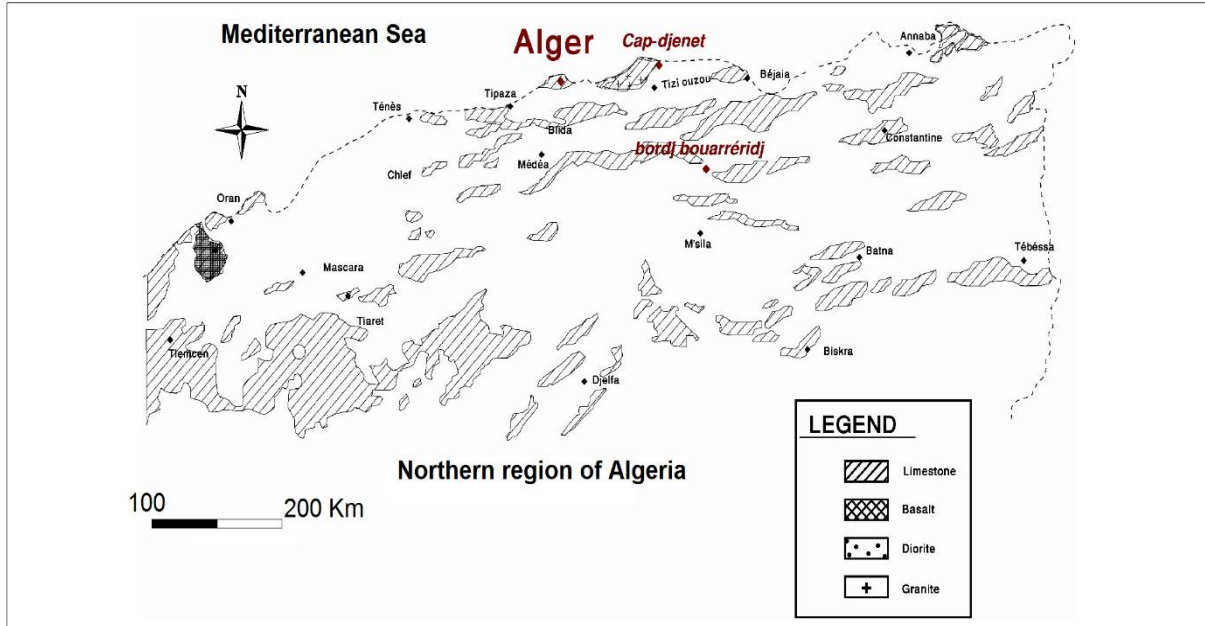 Mediterranean Sea
Alger
Cap-djenet
Annaba
N
Ténès
Tipaza
Tizi ouzou
Béjaia
Blida
Constantine
Médéa
bordj bouarréridj
Chlef
Oran
M'sila
Batna
Tébéssa
Mascara
Tiaret
Tlemcen
Biskra
Djelfa
Northern region of Algeria
100
200 Km
LEGEND
Limestone
Basalt
Diorite
Granite